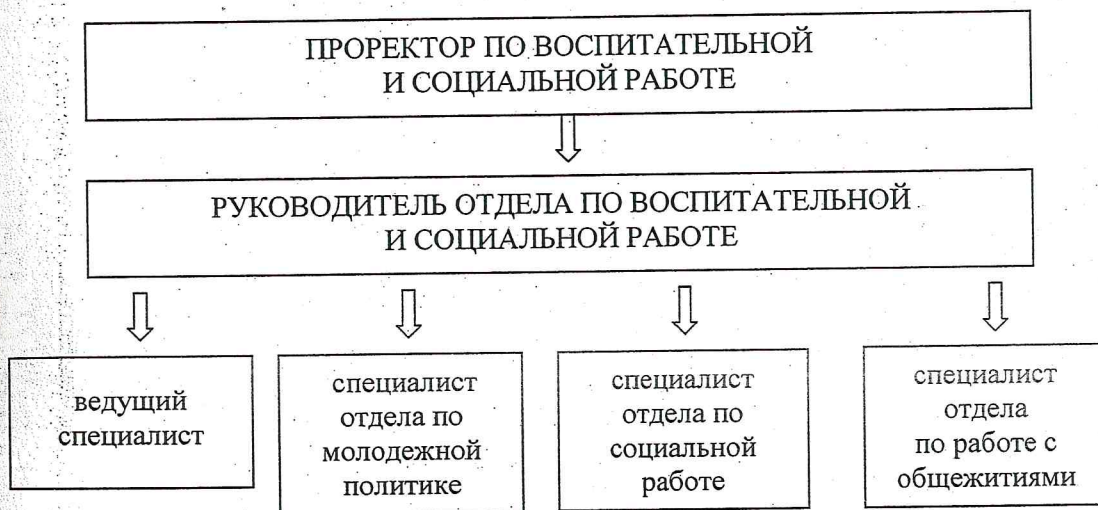 ПРОРЕКТОР ПО ВОСПИТАТЕЛЬНОЙ
И СОЦИАЛЬНОЙ РАБОТЕ
РУКОВОДИТЕЛЬ ОТДЕЛА ПО ВОСПИТАТЕЛЬНОЙ
И СОЦИАЛЬНОЙ РАБОТЕ
ведущий
специалист
специалист
отдела по
молодежной
политике
специалист
отдела по
социальной
работе
специалист
отдела
по работе с
общежитиями